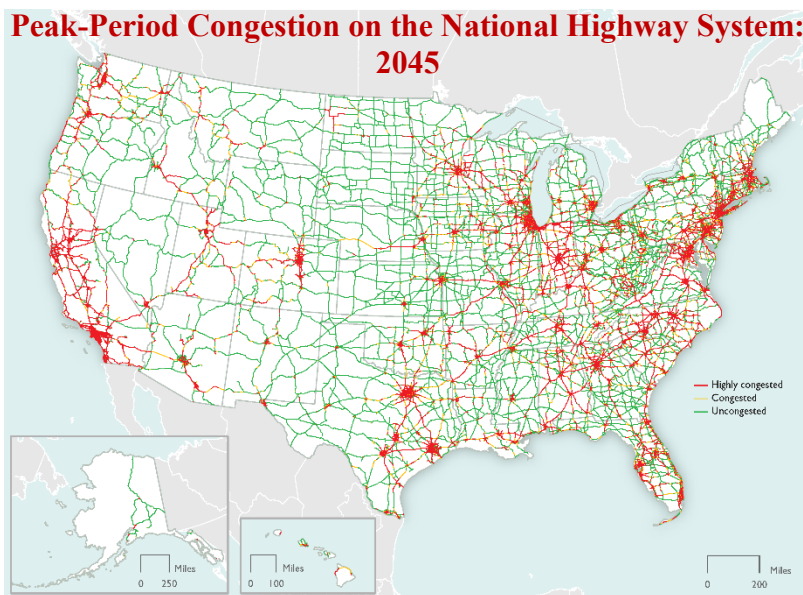 Peak-Period Congestion on the National Highway System:
2045
Highly congested
Congested
Uncongested
Miles
0 250
Miles
0 100
Miles
0 200